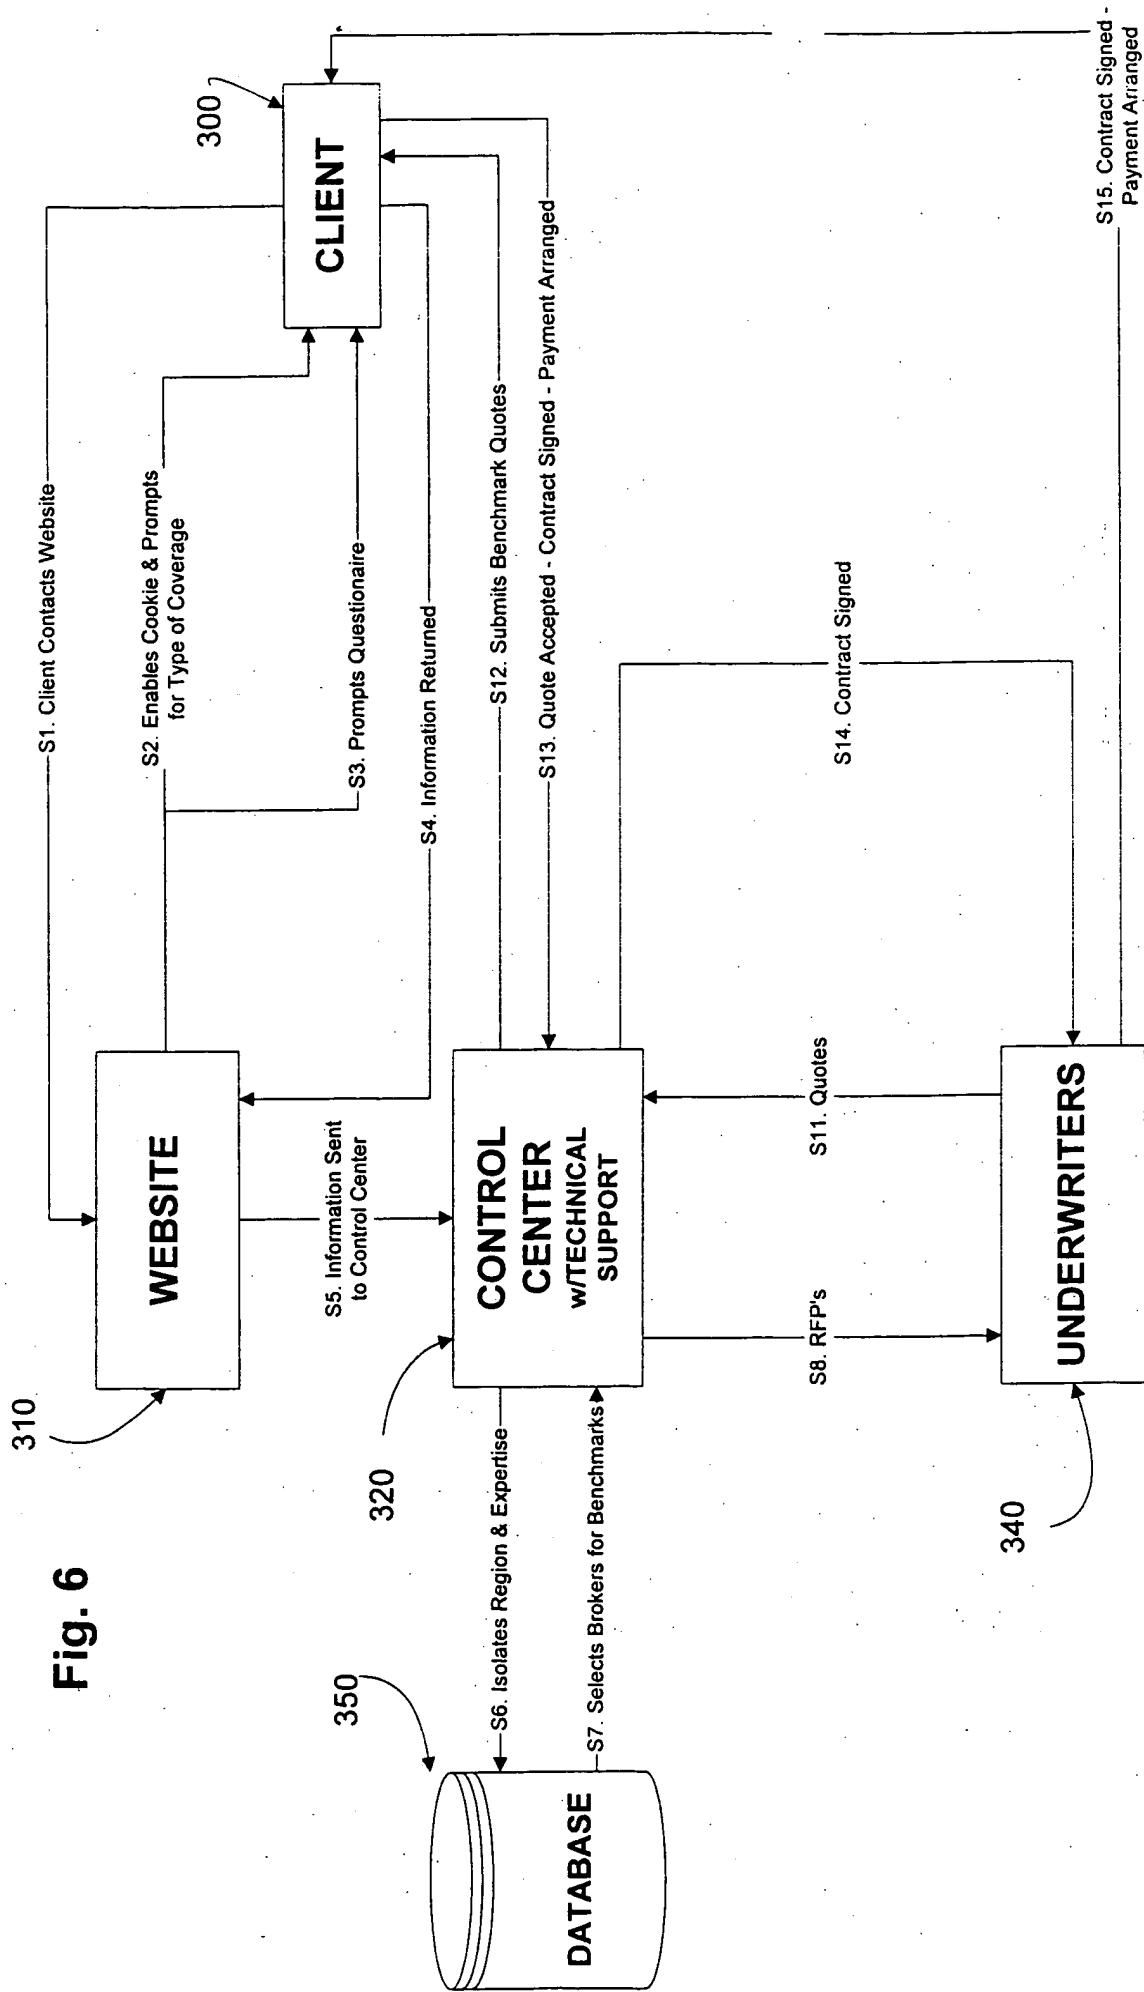 Fig. 6
310
WEBSITE
S1. Client Contacts Website
S2. Enables Cookie & Prompts
for Type of Coverage
S3. Prompts Questionaire
S4. Information Returned
300
CLIENT
S5. Information Sent
to Control Center
350
DATABASE
S6. Isolates Region & Expertise
S7. Selects Brokers for Benchmarks
320
CONTROL
CENTER
w/TECHNICAL
SUPPORT
S12. Submits Benchmark Quotes
S13. Quote Accepted - Contract Signed - Payment Arranged
S8. RFP's
S11. Quotes
S14. Contract Signed
340
UNDERWRITERS
S15. Contract Signed -
Payment Arranged